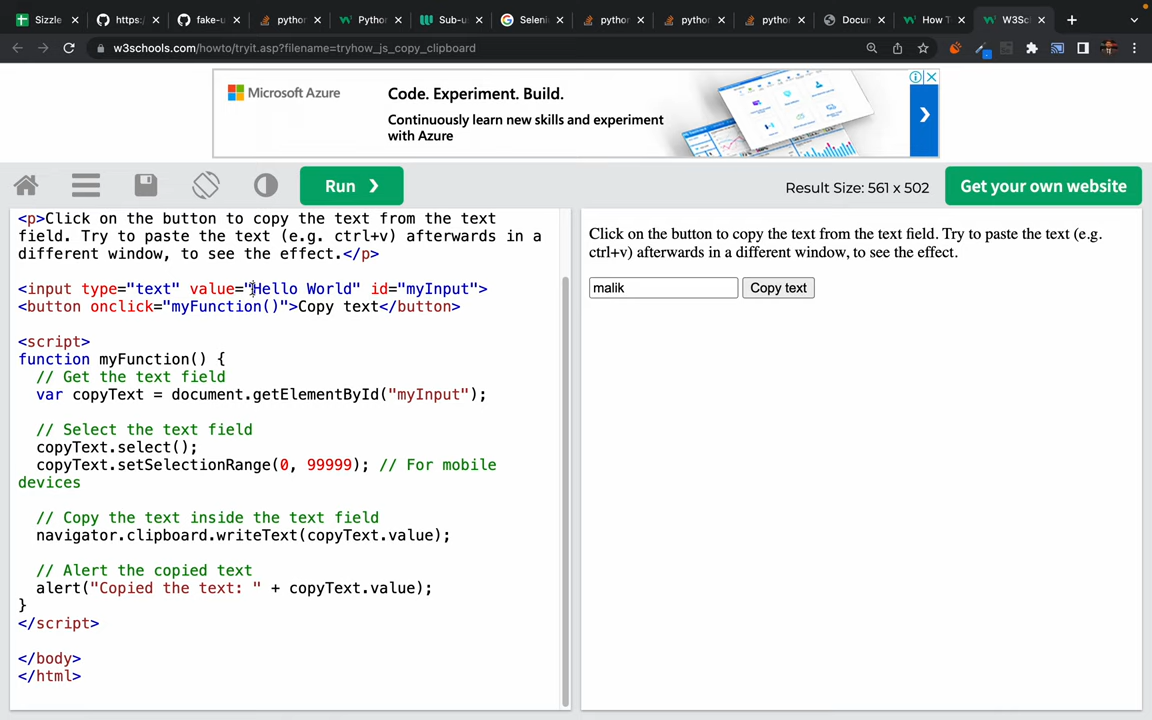 Sizzle
https:/
fake-u
python
Python
Sub-us
Seleni
python
python
python
Docum
How T
W3Scl
w3schools.com/howto/tryit.asp?filename=tryhow_js_copy_clipboard
Microsoft Azure
Code. Experiment. Build.
Continuously learn new skills and experiment
with Azure
Run ❯
Result Size: 561 x 502
Get your own website
<p>Click on the button to copy the text from the text
field. Try to paste the text (e.g. ctrl+v) afterwards in a
different window, to see the effect.</p>
<input type="text" value="Hello World" id="myInput">
<button onclick="myFunction()">Copy text</button>
<script>
function myFunction() {
// Get the text field
var copyText = document.getElementById("myInput");
// Select the text field
copyText.select();
copyText.setSelectionRange(0, 99999); // For mobile
devices
// Copy the text inside the text field
navigator.clipboard.writeText(copyText.value);
// Alert the copied text
alert("Copied the text: " + copyText.value);
}
</script>
</body>
</html>
Click on the button to copy the text from the text field. Try to paste the text (e.g.
ctrl+v) afterwards in a different window, to see the effect.
malik
Copy text